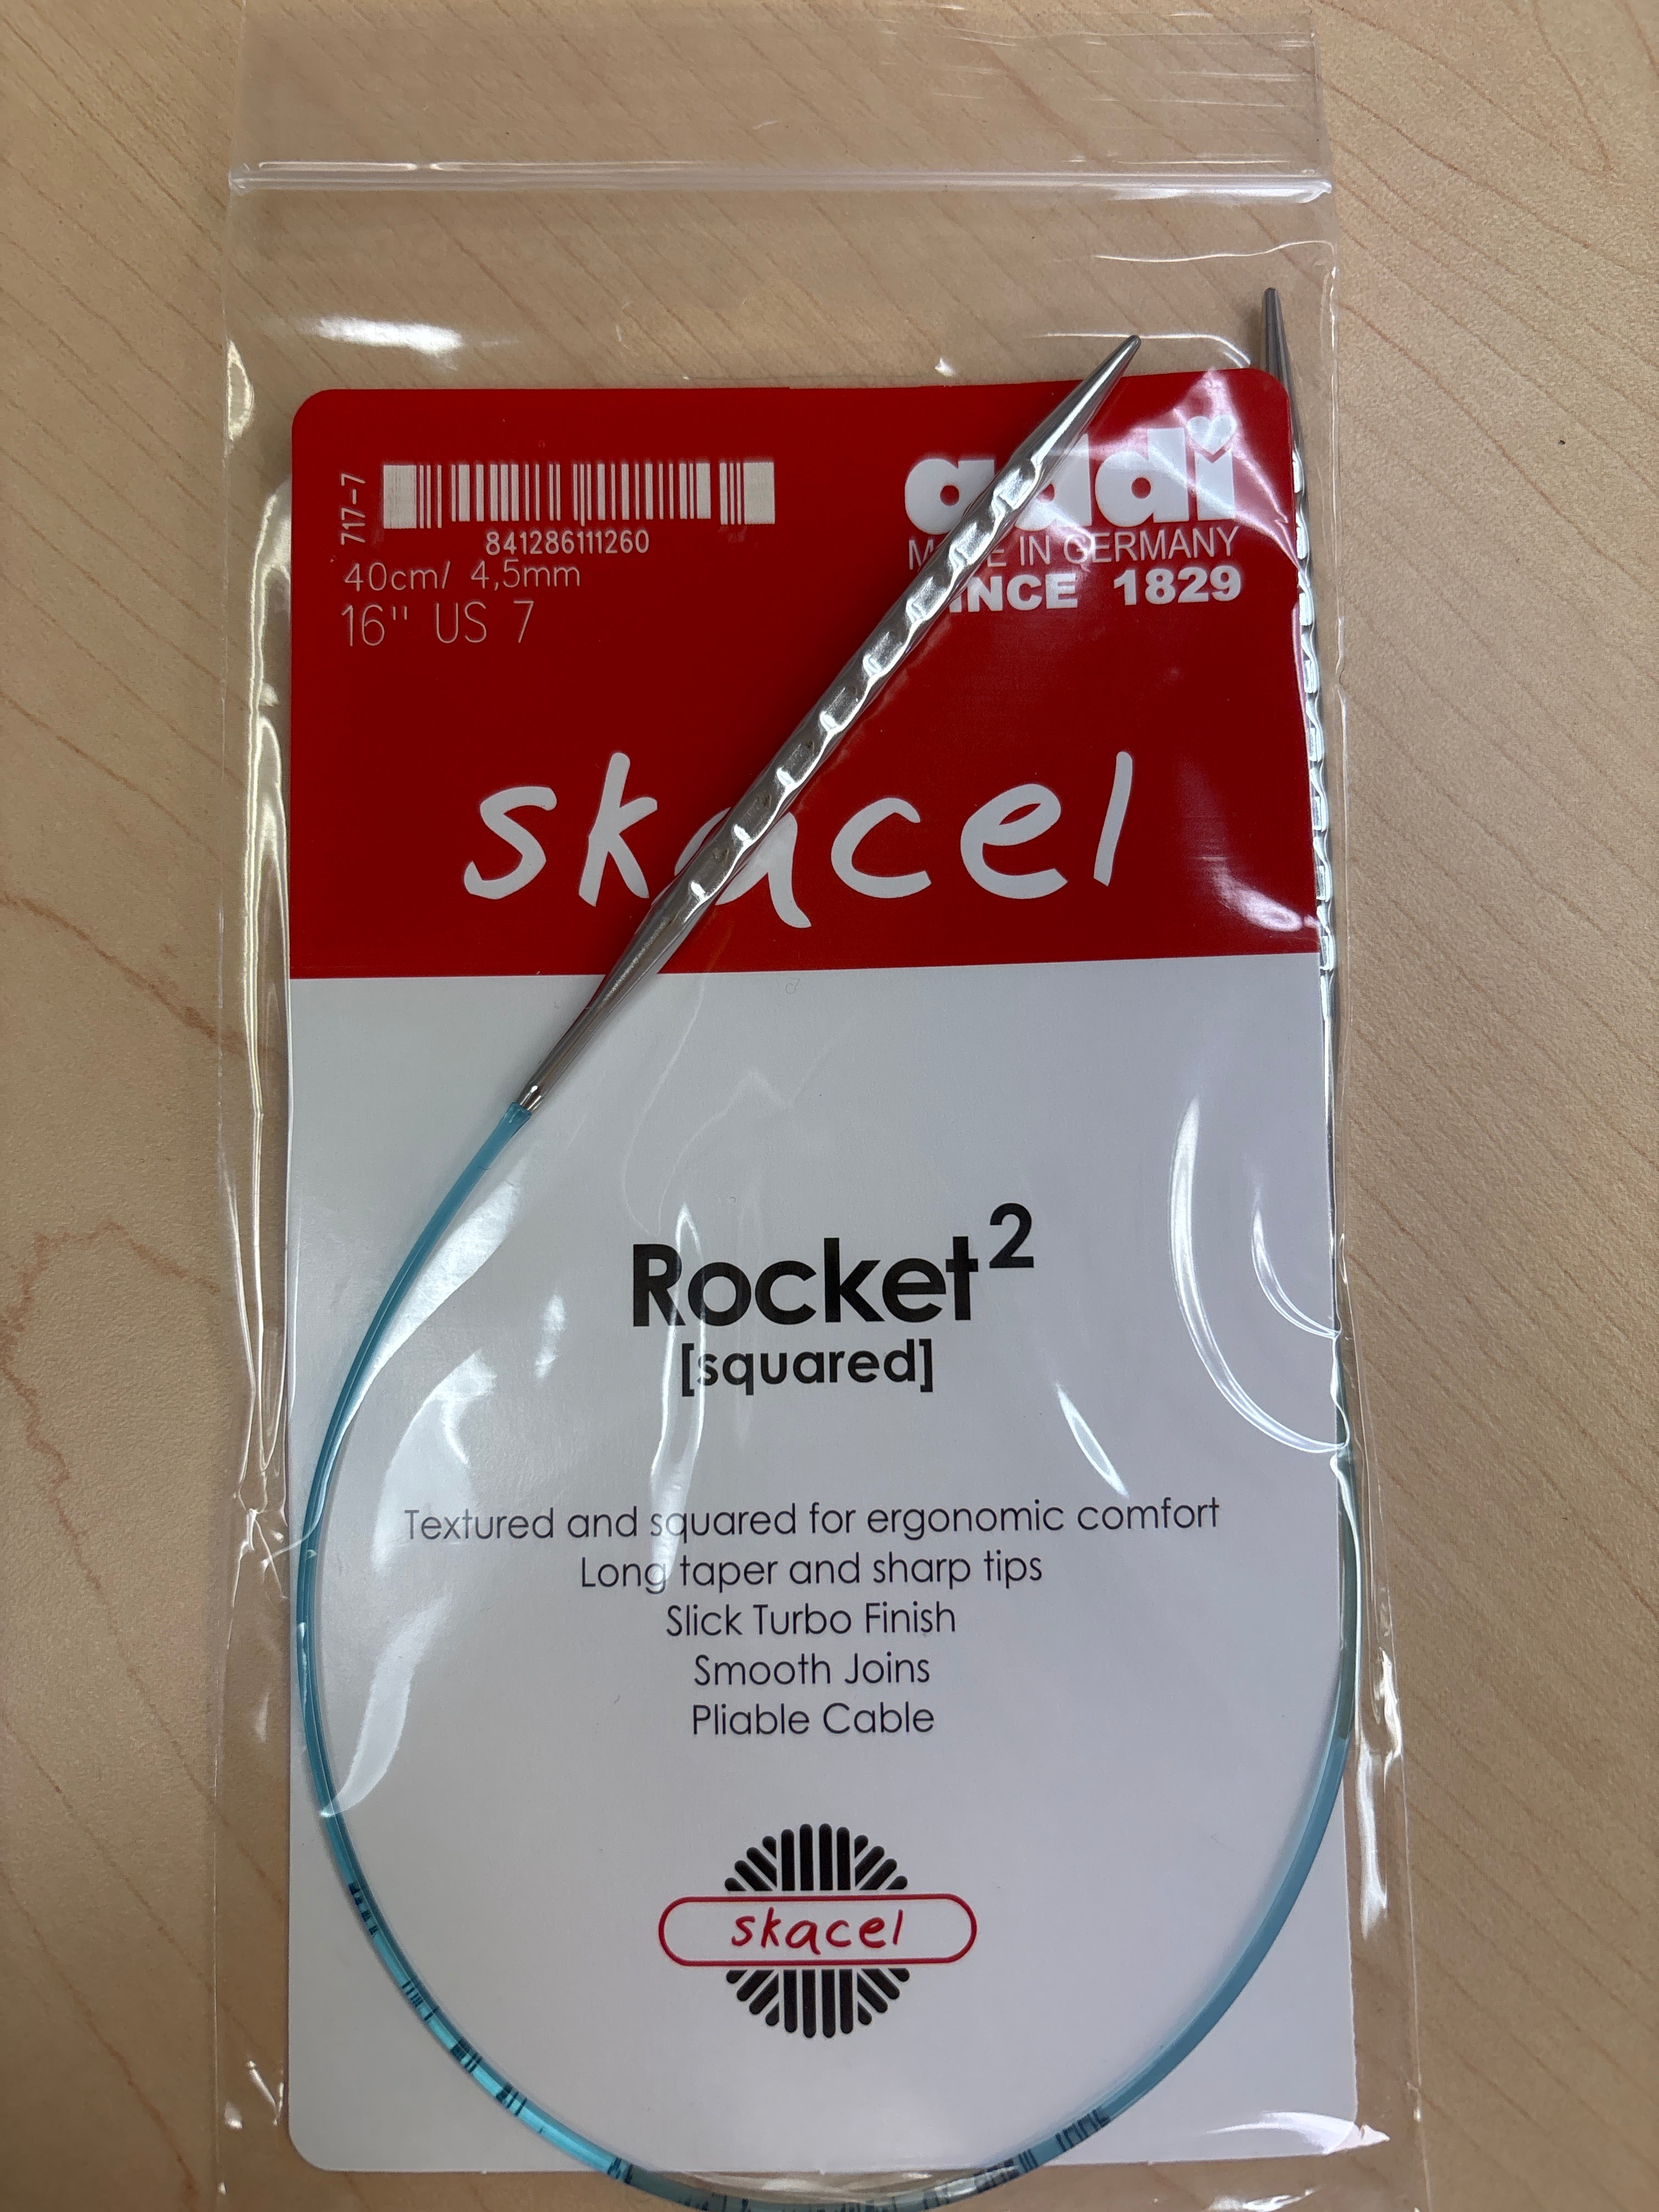 717-7
841286111260
40cm/ 4,5mm
16" US 7
addi
MADE IN GERMANY
SINCE 1829
skacel
Rocket²
[squared]
Textured and squared for ergonomic comfort
Long taper and sharp tips
Slick Turbo Finish
Smooth Joins
Pliable Cable
skacel